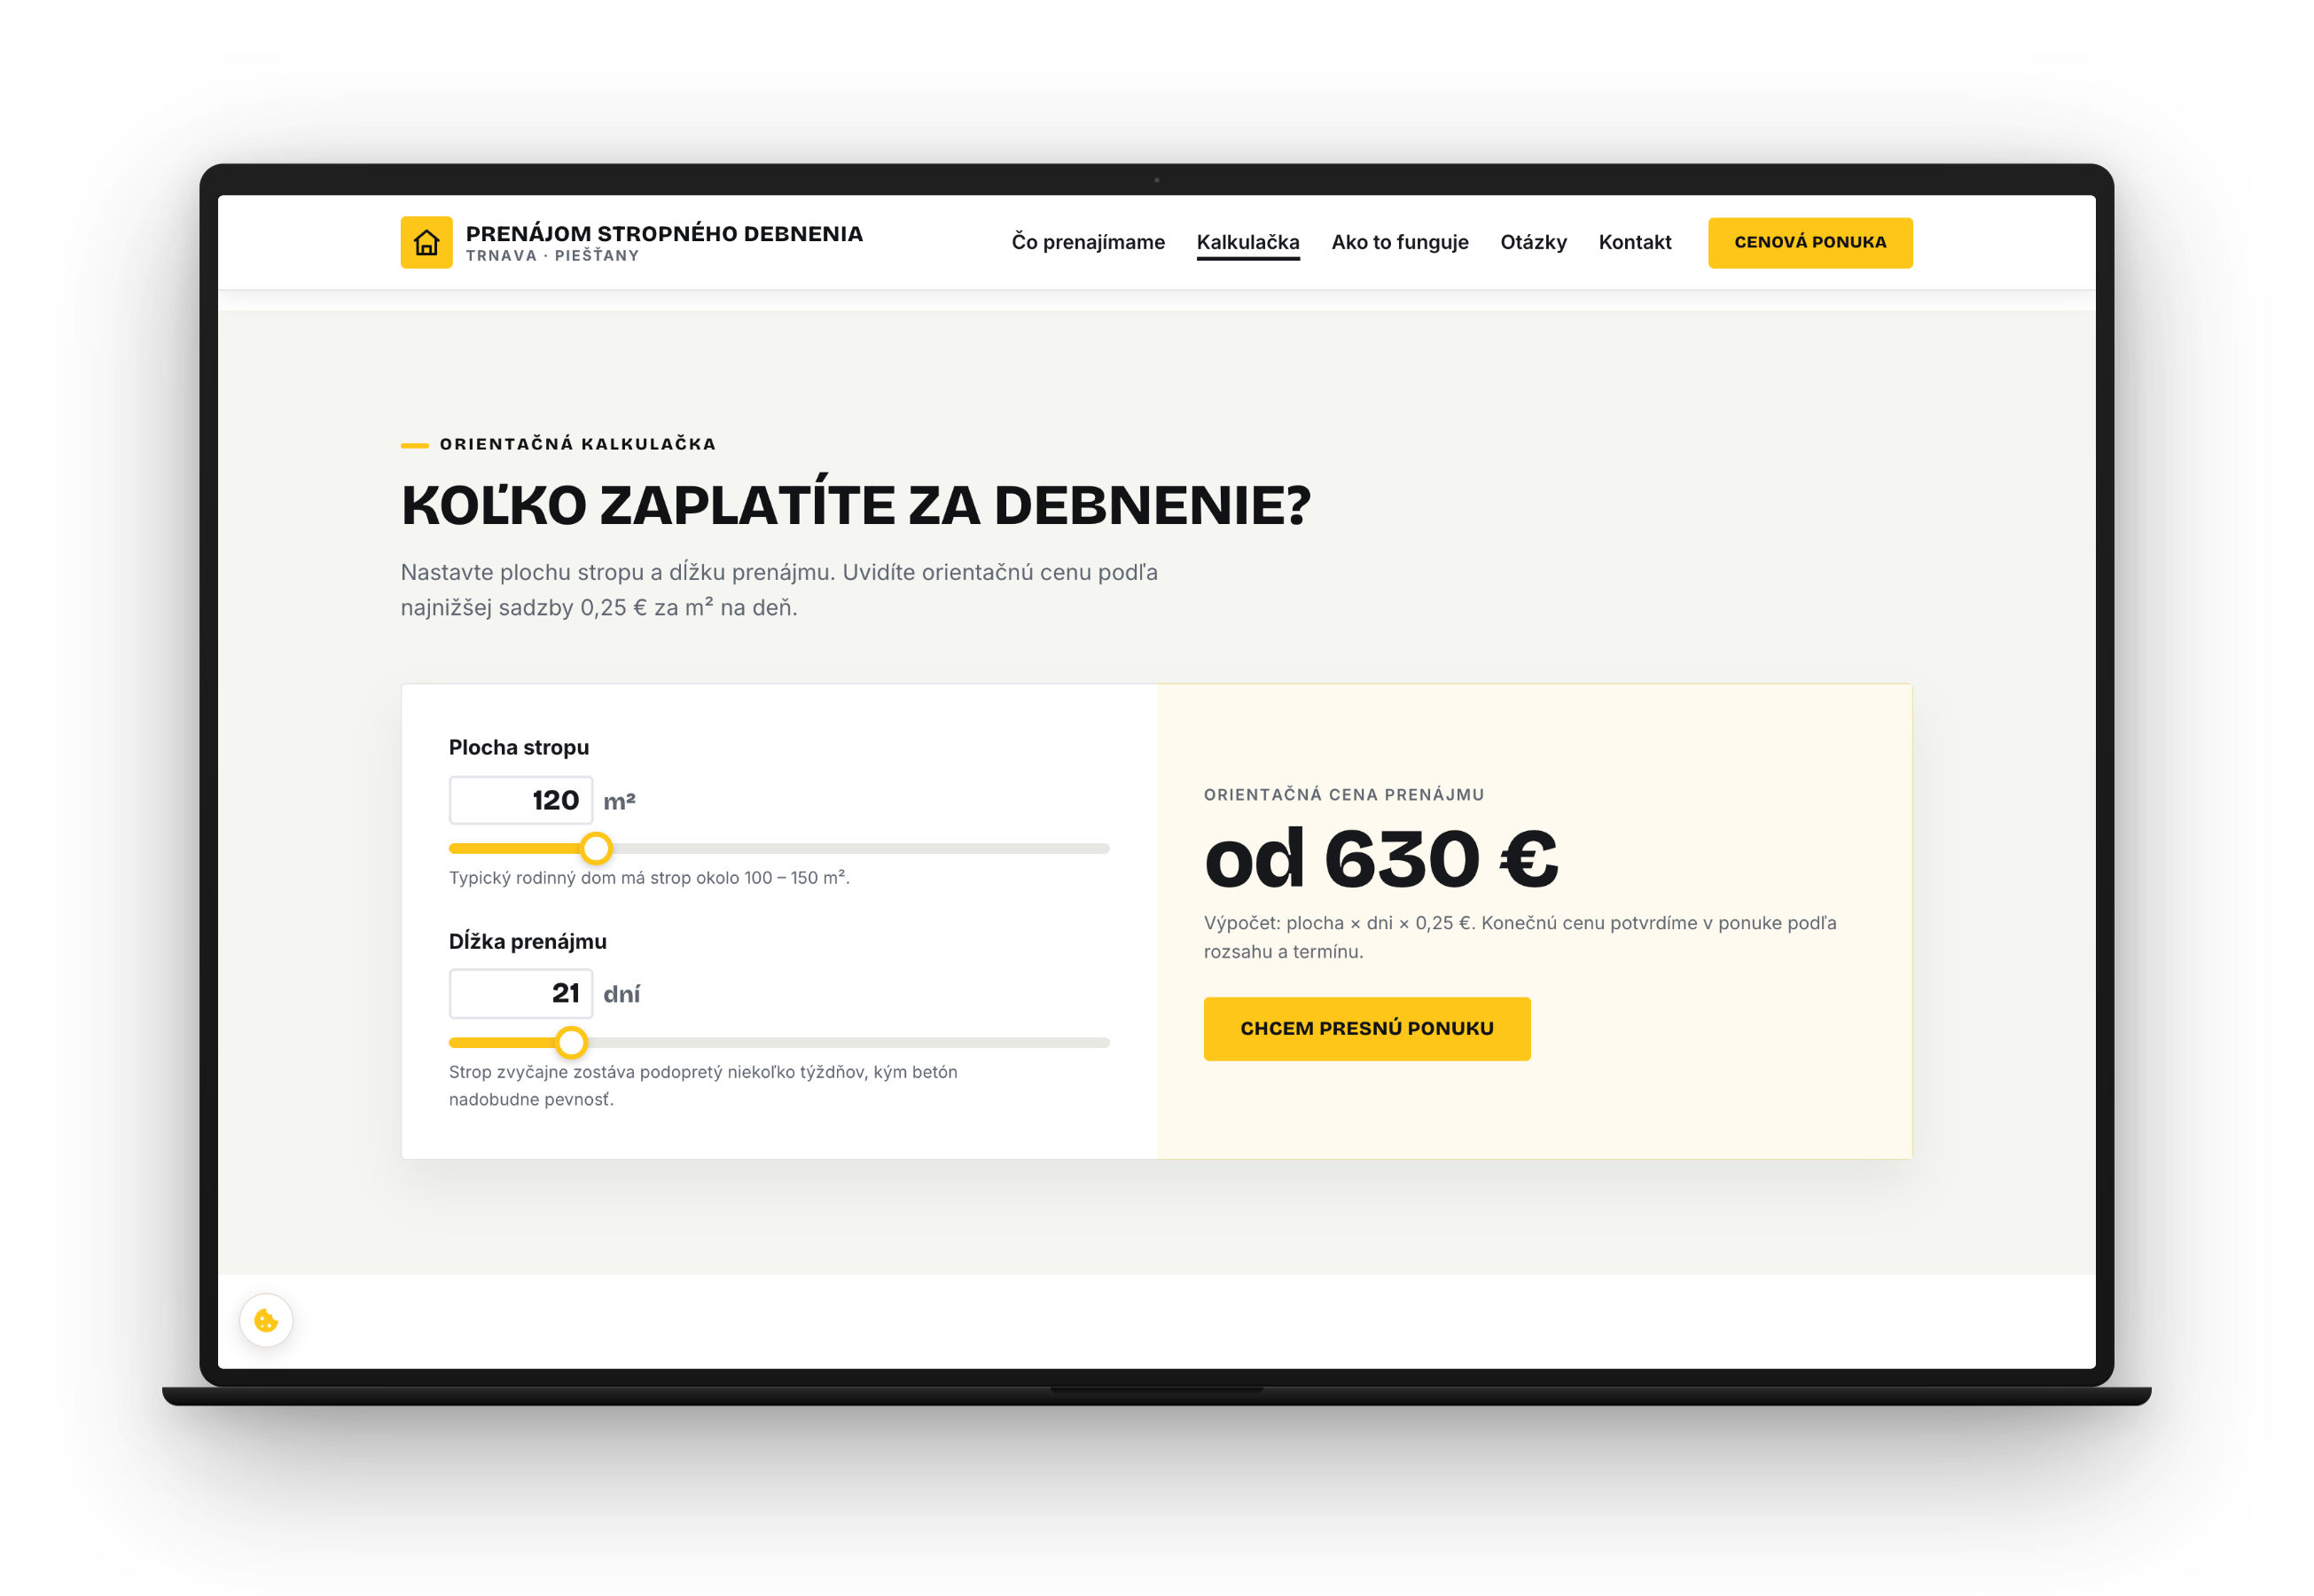 PRENÁJOM STROPNÉHO DEBNENIA
TRNAVA · PIEŠŤANY
Čo prenajímame
Kalkulačka
Ako to funguje
Otázky
Kontakt
CENOVÁ PONUKA
ORIENTAČNÁ KALKULAČKA
KOĽKO ZAPLATÍTE ZA DEBNENIE?
Nastavte plochu stropu a dĺžku prenájmu. Uvidíte orientačnú cenu podľa
najnižšej sadzby 0,25 € za m² na deň.
Plocha stropu
120 m²
Typický rodinný dom má strop okolo 100 – 150 m².
Dĺžka prenájmu
21 dní
Strop zvyčajne zostáva podopretý niekoľko týždňov, kým betón
nadobudne pevnosť.
ORIENTAČNÁ CENA PRENÁJMU
od 630 €
Výpočet: plocha × dni × 0,25 €. Konečnú cenu potvrdíme v ponuke podľa
rozsahu a termínu.
CHCEM PRESNÚ PONUKU